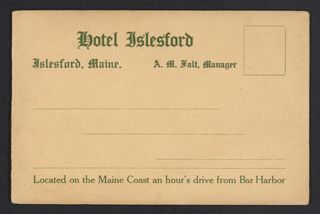 Hotel Islesford
Islesford, Maine. A. M. Falt, Manager
Located on the Maine Coast an hour's drive from Bar Harbor